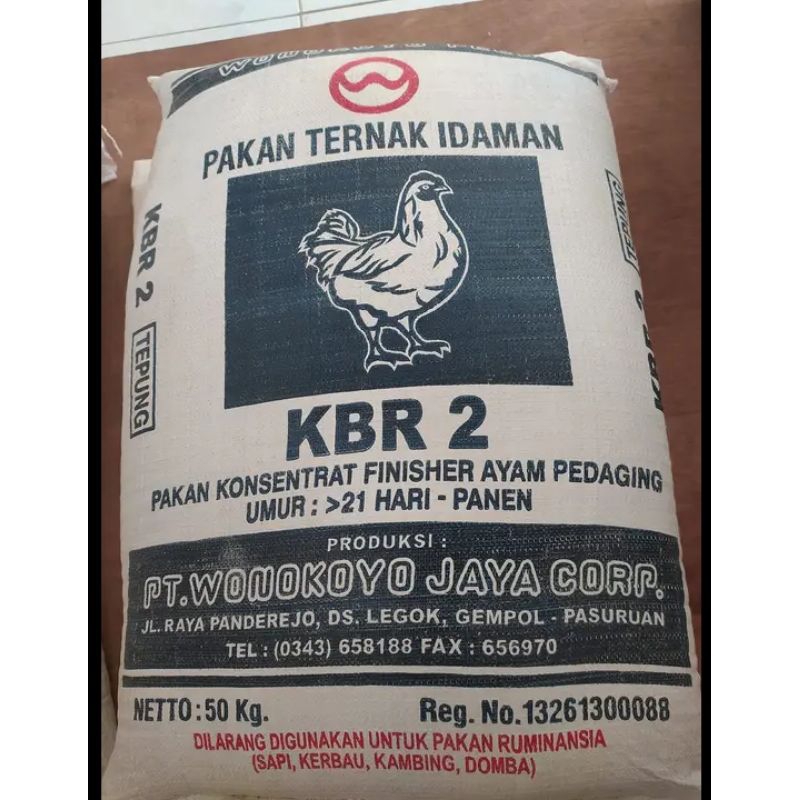 PAKAN TERNAK IDAMAN
KBR 2
TEPUNG
TEPUNG
KBR 2
PAKAN KONSENTRAT FINISHER AYAM PEDAGING
UMUR : >21 HARI - PANEN
PRODUKSI :
PT.WONOKOYO JAYA CORP.
JL. RAYA PANDEREJO, DS. LEGOK, GEMPOL - PASURUAN
TEL : (0343) 658188 FAX : 656970
NETTO : 50 Kg.
Reg. No.13261300088
DILARANG DIGUNAKAN UNTUK PAKAN RUMINANSIA
(SAPI, KERBAU, KAMBING, DOMBA)